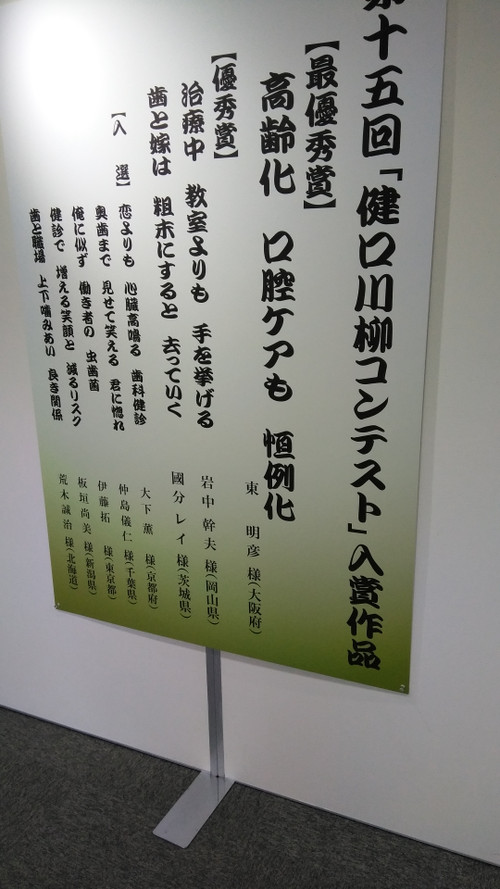 第十五回「健口川柳コンテスト」入賞作品
【最優秀賞】
高齢化 口腔ケアも 恒例化
東 明彦 様(大阪府)
【優秀賞】
治療中 教室よりも 手を挙げる
岩中 幹夫 様(岡山県)
歯と嫁は 粗末にすると 去っていく
國分 レイ 様(茨城県)
【入 選】
恋よりも 心臓高鳴る 歯科健診
大下 薫 様(京都府)
奥歯まで 見せて笑える 君に惚れ
仲島 儀仁 様(千葉県)
俺に似ず 働き者の 虫歯菌
伊藤 拓 様(東京都)
健診で 増える笑顔と 減るリスク
板垣 尚美 様(新潟県)
歯と職場 上下噛みあい 良き関係
荒木 誠治 様(北海道)